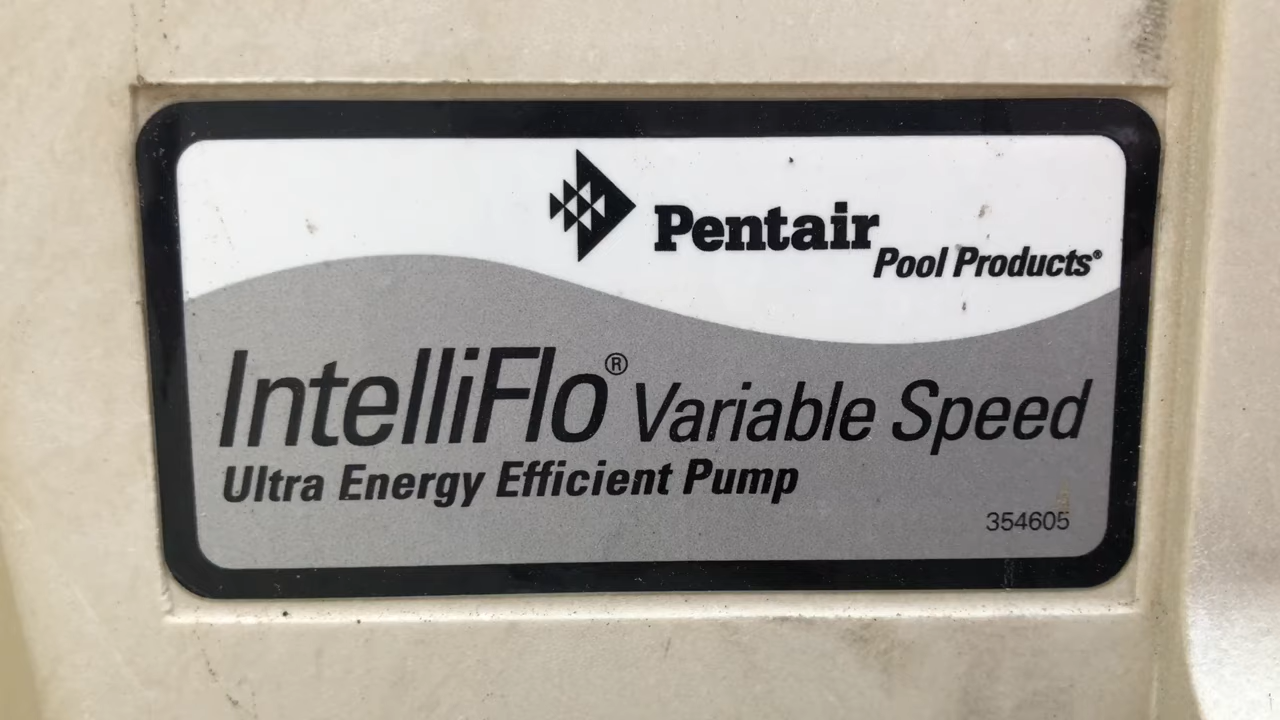 Pentair
Pool Products®
IntelliFlo® Variable Speed
Ultra Energy Efficient Pump
354605